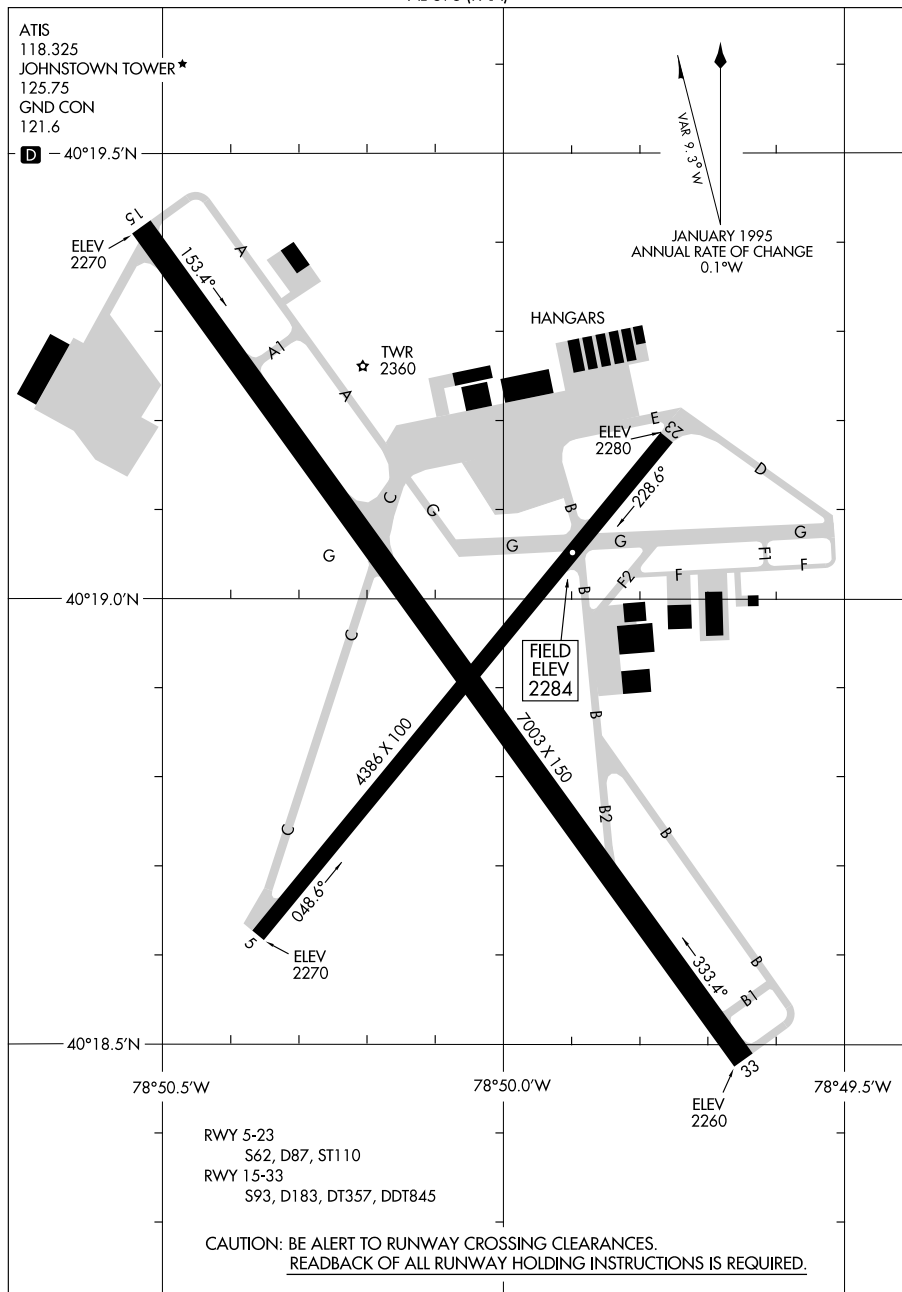 ATIS
118.325
JOHNSTOWN TOWER
125.75
GND CON
121.6
D
40°19.5'N
VAR 9.3° W
JANUARY 1995
ANNUAL RATE OF CHANGE
0.1°W
15
ELEV
2270
153.4°
A
A1
A
TWR
2360
HANGARS
E
ELEV
2280
23
228.6°
D
C
G
B
G
G
G
G
F1
F
F
F2
B
40°19.0'N
C
FIELD
ELEV
2284
B
4386 X 100
7003 X 150
B2
B
C
048.6°
5
ELEV
2270
B
B1
333.4°
40°18.5'N
33
78°50.5'W
78°50.0'W
78°49.5'W
ELEV
2260
RWY 5-23
S62, D87, ST110
RWY 15-33
S93, D183, DT357, DDT845
CAUTION: BE ALERT TO RUNWAY CROSSING CLEARANCES.
READBACK OF ALL RUNWAY HOLDING INSTRUCTIONS IS REQUIRED.